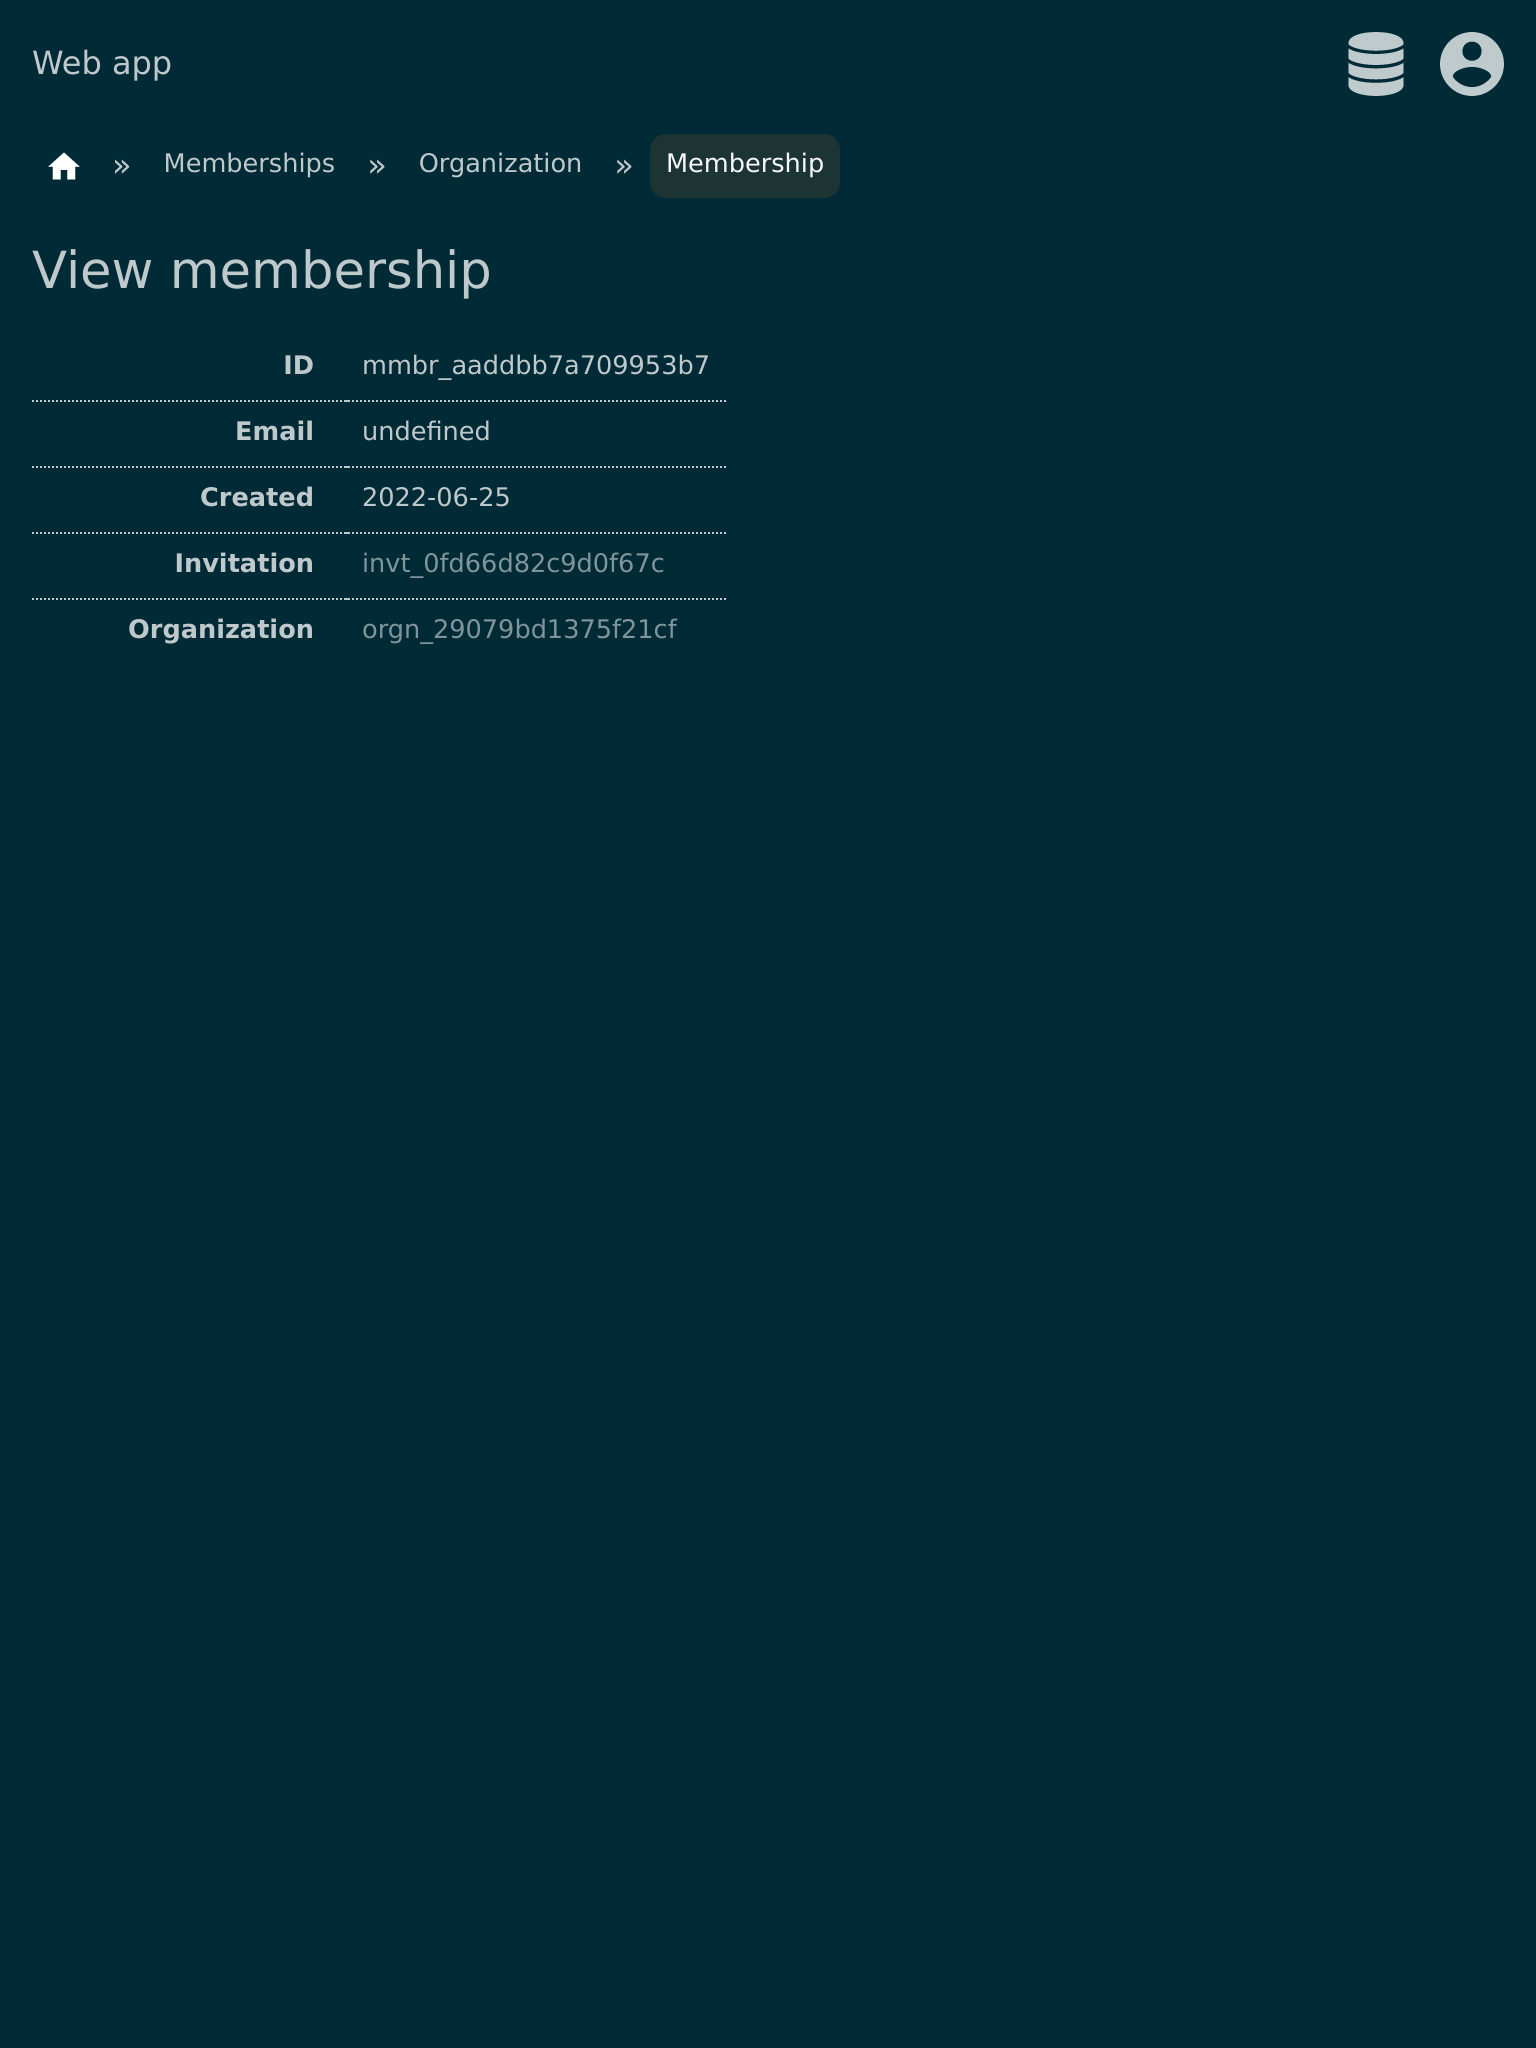 Web app
» Memberships » Organization » Membership
View membership
ID mmbr_aaddbb7a709953b7
Email undefined
Created 2022-06-25
Invitation invt_0fd66d82c9d0f67c
Organization orgn_29079bd1375f21cf